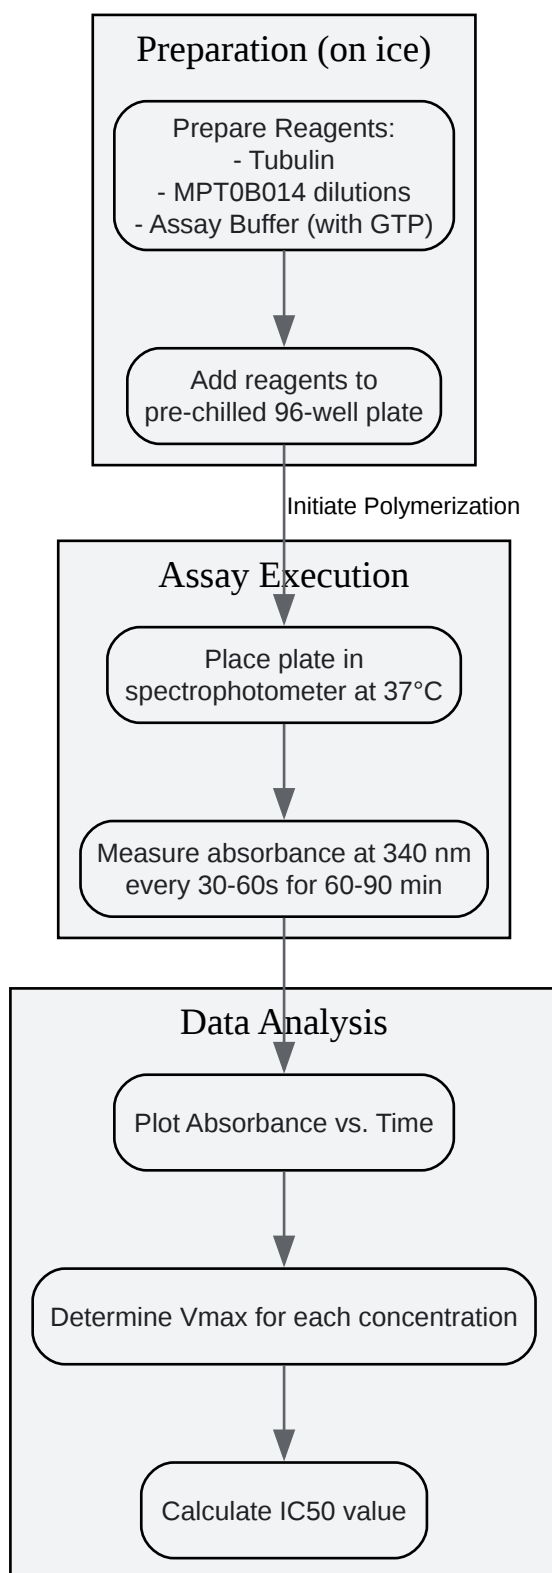 Preparation (on ice)
Prepare Reagents:
- Tubulin
- MPT0B014 dilutions
- Assay Buffer (with GTP)
Add reagents to
pre-chilled 96-well plate
Initiate Polymerization
Assay Execution
Place plate in
spectrophotometer at 37°C
Measure absorbance at 340 nm
every 30-60s for 60-90 min
Data Analysis
Plot Absorbance vs. Time
Determine Vmax for each concentration
Calculate IC50 value